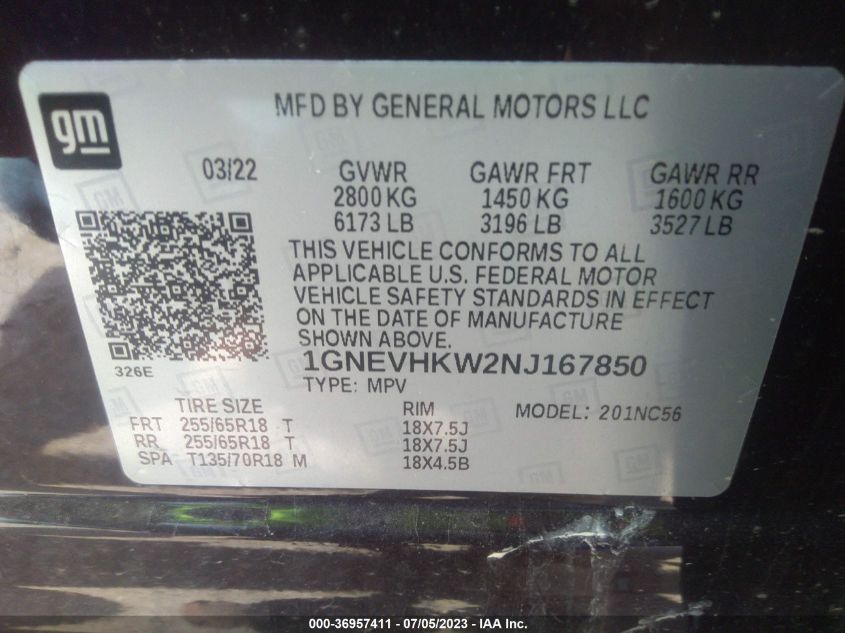 gm
MFD BY GENERAL MOTORS LLC
03/22 GVWR GAWR FRT GAWR RR
2800 KG 1450 KG 1600 KG
6173 LB 3196 LB 3527 LB
THIS VEHICLE CONFORMS TO ALL
APPLICABLE U.S. FEDERAL MOTOR
VEHICLE SAFETY STANDARDS IN EFFECT
ON THE DATE OF MANUFACTURE
SHOWN ABOVE.
326E
1GNEVHKW2NJ167850
TYPE: MPV
TIRE SIZE RIM MODEL: 201NC56
FRT 255/65R18 T 18X7.5J
RR 255/65R18 T 18X7.5J
SPA T135/70R18 M 18X4.5B
000-36957411 - 07/05/2023 - IAA Inc.